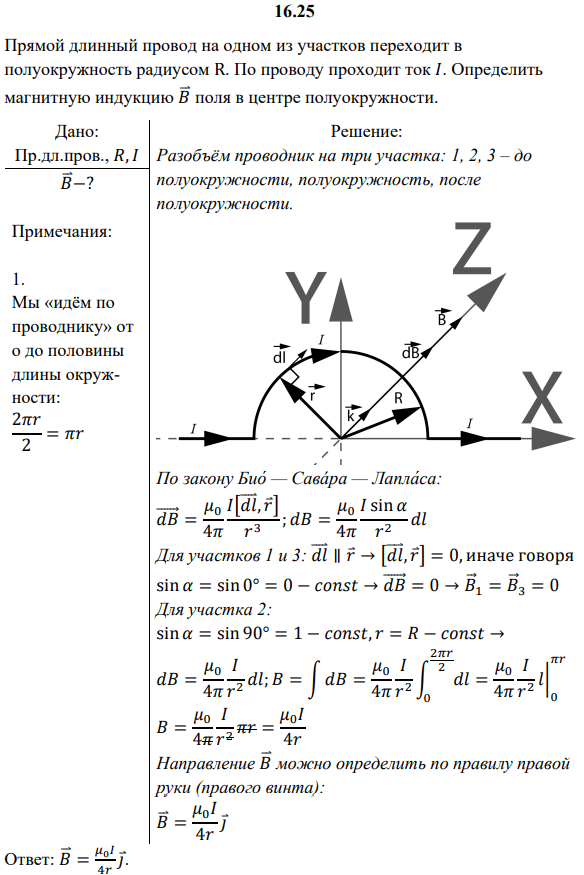 16.25
Прямой длинный провод на одном из участков переходит в
полуокружность радиусом R. По проводу проходит ток 𝐼. Определить
магнитную индукцию B⃗ поля в центре полуокружности.
Дано:
Пр.дл.пров., R, I
B⃗−?
Примечания:
1.
Мы «идём по
проводнику» от
о до половины
длины окруж-
ности:
2πr/2 = πr
Решение:
Разобъём проводник на три участка: 1, 2, 3 – до
полуокружности, полуокружность, после
полуокружности.
Z
Y
B⃗
I
dB⃗
dl⃗
r⃗
R
k⃗
X
I
I
По закону Био́ — Сава́ра — Лапла́са:
dB⃗ = μ₀/4π I[dl⃗, r⃗]/r³; dB = μ₀/4π I sin α/r² dl
Для участков 1 и 3: dl⃗ ∥ r⃗ → [dl⃗, r⃗] = 0, иначе говоря
sin α = sin 0° = 0 − const → dB⃗ = 0 → B⃗₁ = B⃗₃ = 0
Для участка 2:
sin α = sin 90° = 1 − const, r = R − const →
dB = μ₀/4π I/r² dl; B = ∫ dB = μ₀/4π I/r² ∫₀^(2πr/2) dl = μ₀/4π I/r² l|₀^(πr)
B = μ₀/4π I/r² πr = μ₀I/4r
Направление B⃗ можно определить по правилу правой
руки (правого винта):
B⃗ = μ₀I/4r j⃗
Ответ: B⃗ = μ₀I/4r j⃗.